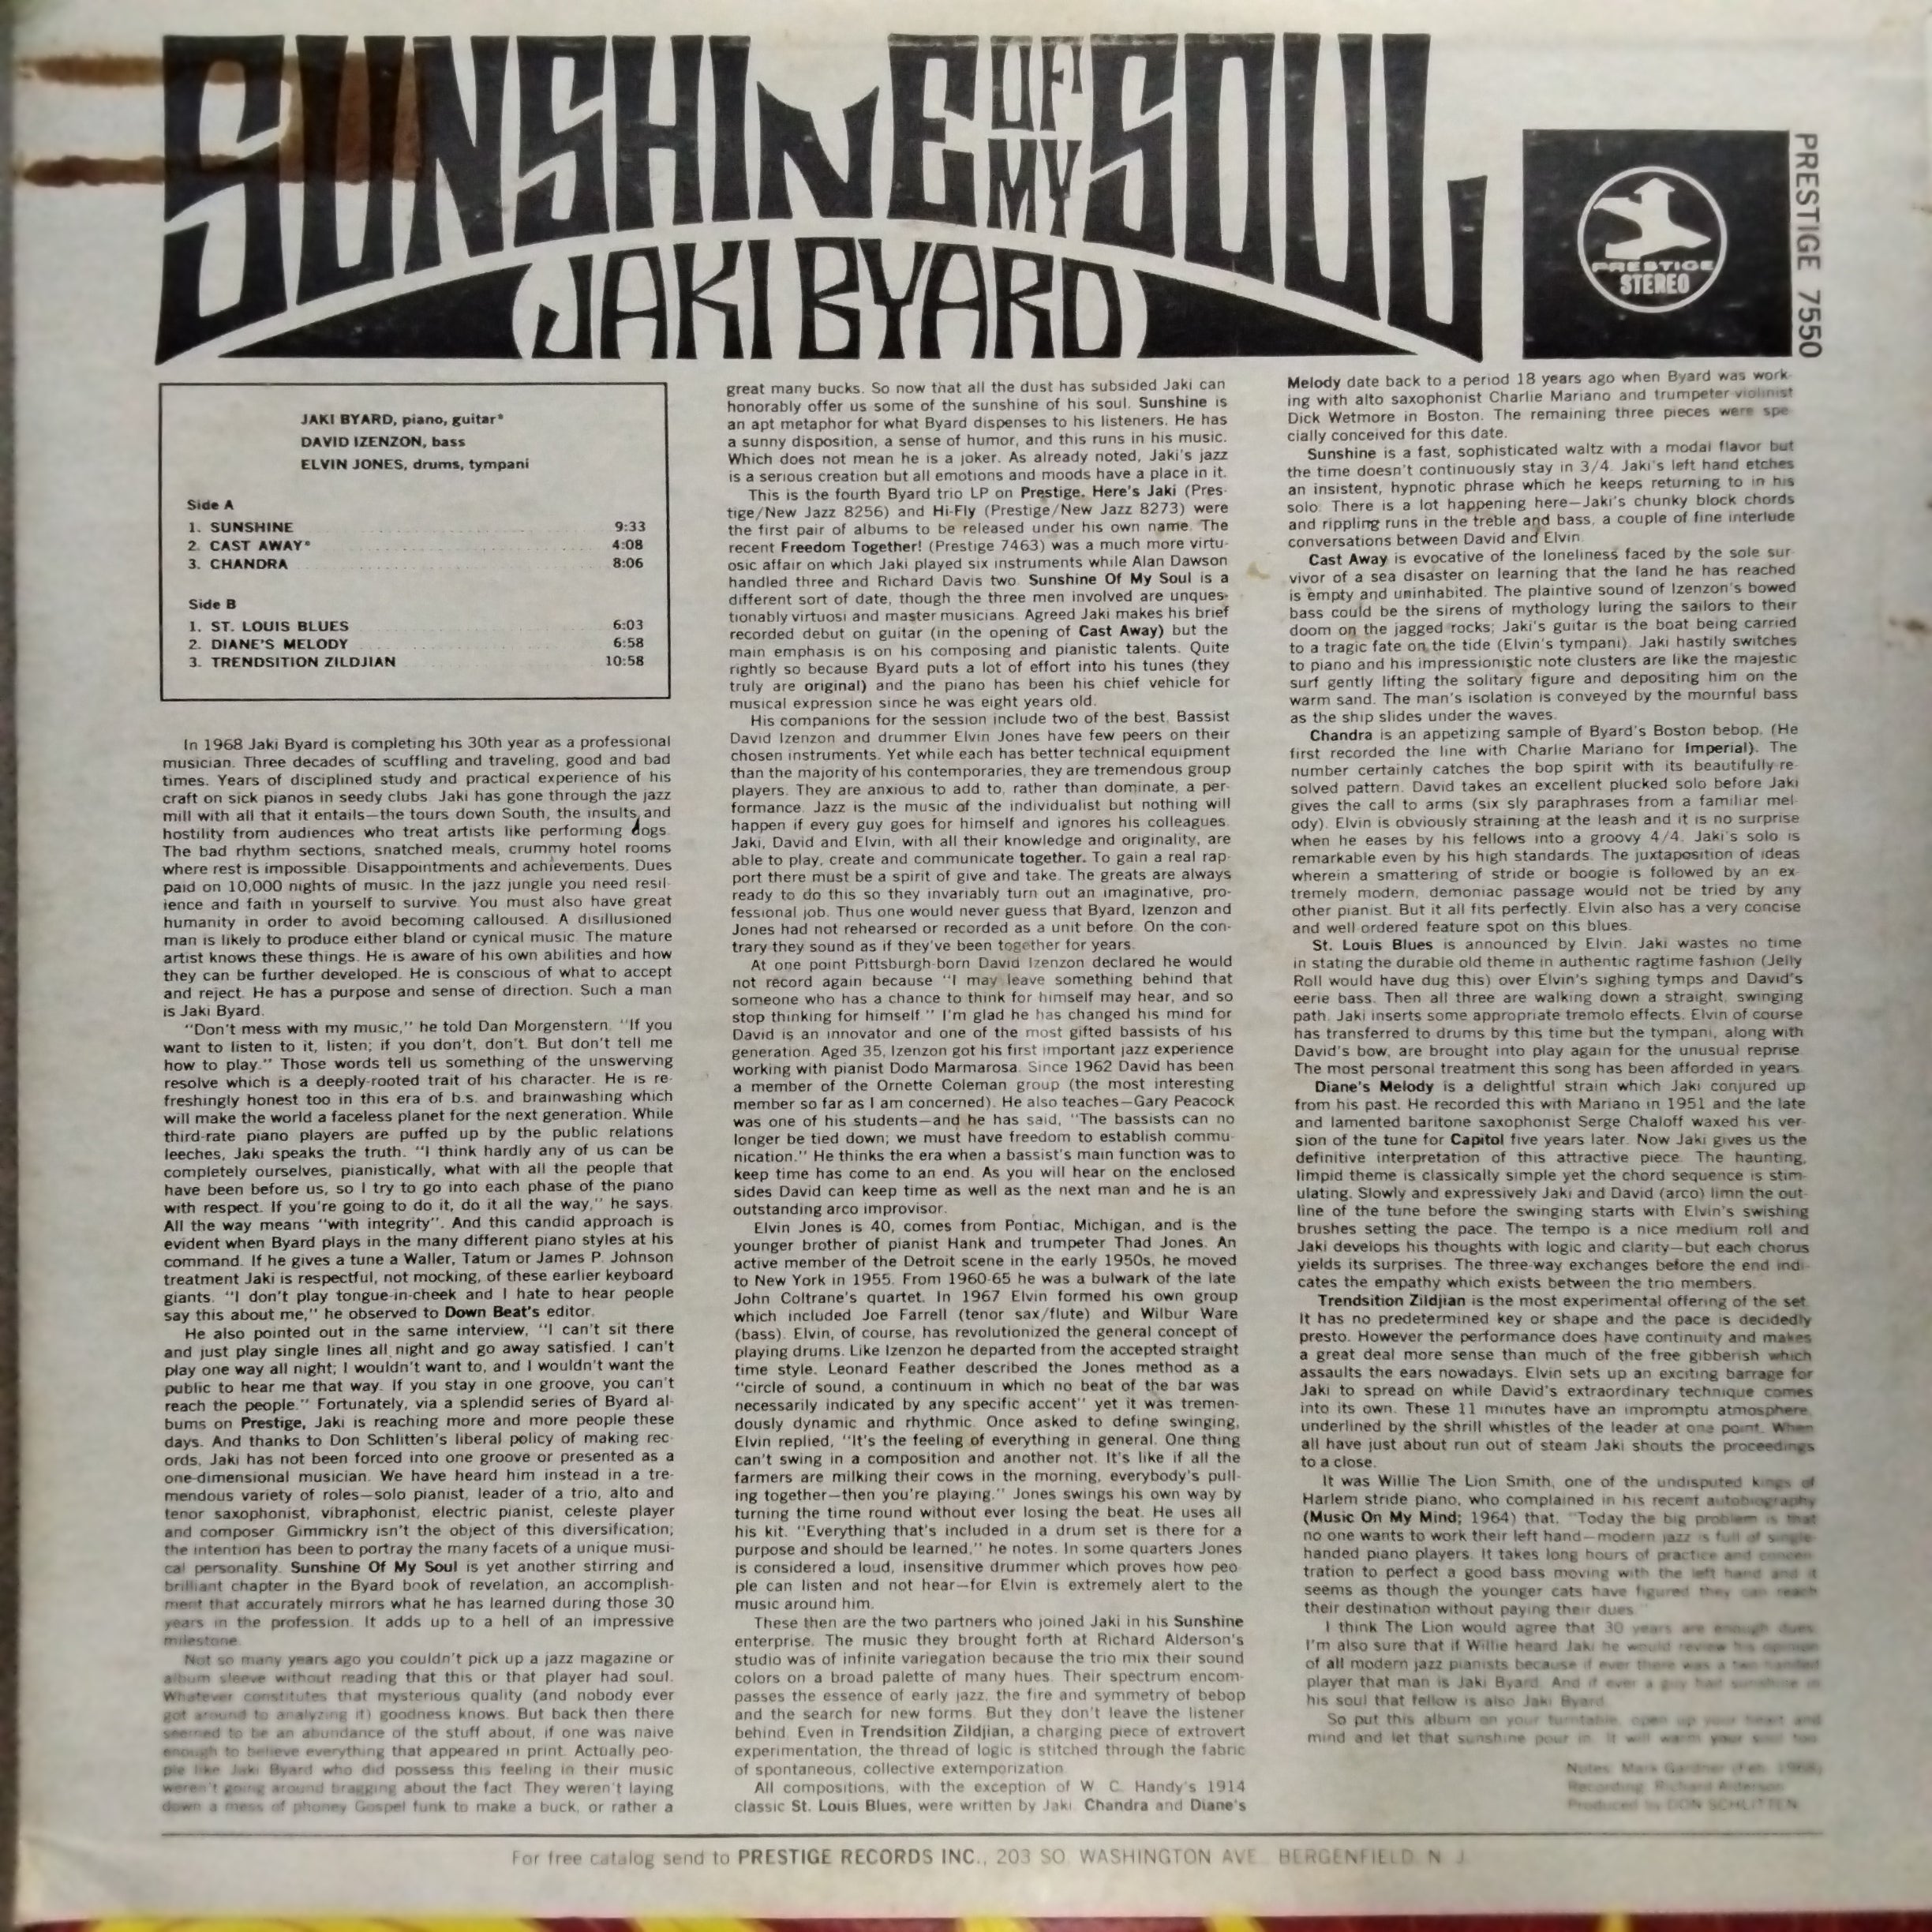 SUNSHINE OF MY SOUL
JAKI BYARD
PRESTIGE
STEREO
PRESTIGE 7550
JAKI BYARD, piano, guitar*
DAVID IZENZON, bass
ELVIN JONES, drums, tympani
Side A
1. SUNSHINE 9:33
2. CAST AWAY* 4:08
3. CHANDRA 8:06
Side B
1. ST. LOUIS BLUES 6:03
2. DIANE'S MELODY 6:58
3. TRENDSITION ZILDJIAN 10:58
In 1968 Jaki Byard is completing his 30th year as a professional
musician. Three decades of scuffling and traveling, good and bad
times. Years of disciplined study and practical experience of his
craft on sick pianos in seedy clubs. Jaki has gone through the jazz
mill with all that it entails—the tours down South, the insults and
hostility from audiences who treat artists like performing dogs.
The bad rhythm sections, snatched meals, crummy hotel rooms
where rest is impossible. Disappointments and achievements. Dues
paid on 10,000 nights of music. In the jazz jungle you need resil-
ience and faith in yourself to survive. You must also have great
humanity in order to avoid becoming calloused. A disillusioned
man is likely to produce either bland or cynical music. The mature
artist knows these things. He is aware of his own abilities and how
they can be further developed. He is conscious of what to accept
and reject. He has a purpose and sense of direction. Such a man
is Jaki Byard.
"Don't mess with my music," he told Dan Morgenstern. "If you
want to listen to it, listen; if you don't, don't. But don't tell me
how to play." Those words tell us something of the unswerving
resolve which is a deeply-rooted trait of his character. He is re-
freshingly honest too in this era of b.s. and brainwashing which
will make the world a faceless planet for the next generation. While
third-rate piano players are puffed up by the public relations
leeches, Jaki speaks the truth. "I think hardly any of us can be
completely ourselves, pianistically, what with all the people that
have been before us, so I try to go into each phase of the piano
with respect. If you're going to do it, do it all the way," he says.
All the way means "with integrity". And this candid approach is
evident when Byard plays in the many different piano styles at his
command. If he gives a tune a Waller, Tatum or James P. Johnson
treatment Jaki is respectful, not mocking, of these earlier keyboard
giants. "I don't play tongue-in-cheek and I hate to hear people
say this about me," he observed to Down Beat's editor.
He also pointed out in the same interview, "I can't sit there
and just play single lines all night and go away satisfied. I can't
play one way all night; I wouldn't want to, and I wouldn't want the
public to hear me that way. If you stay in one groove, you can't
reach the people." Fortunately, via a splendid series of Byard al-
bums on Prestige, Jaki is reaching more and more people these
days. And thanks to Don Schlitten's liberal policy of making rec-
ords, Jaki has not been forced into one groove or presented as a
one-dimensional musician. We have heard him instead in a tre-
mendous variety of roles—solo pianist, leader of a trio, alto and
tenor saxophonist, vibraphonist, electric pianist, celeste player
and composer. Gimmickry isn't the object of this diversification;
the intention has been to portray the many facets of a unique musi-
cal personality. Sunshine Of My Soul is yet another stirring and
brilliant chapter in the Byard book of revelation, an accomplish-
ment that accurately mirrors what he has learned during those 30
years in the profession. It adds up to a hell of an impressive
milestone.
Not so many years ago you couldn't pick up a jazz magazine or
album sleeve without reading that this or that player had soul.
Whatever constitutes that mysterious quality (and nobody ever
got around to analyzing it) goodness knows. But back then there
seemed to be an abundance of the stuff about, if one was naive
enough to believe everything that appeared in print. Actually peo-
ple like Jaki Byard who did possess this feeling in their music
weren't going around bragging about the fact. They weren't laying
down a mess of phoney Gospel funk to make a buck, or rather a
great many bucks. So now that all the dust has subsided Jaki can
honorably offer us some of the sunshine of his soul. Sunshine is
an apt metaphor for what Byard dispenses to his listeners. He has
a sunny disposition, a sense of humor, and this runs in his music.
Which does not mean he is a joker. As already noted, Jaki's jazz
is a serious creation but all emotions and moods have a place in it.
This is the fourth Byard trio LP on Prestige. Here's Jaki (Pres-
tige/New Jazz 8256) and Hi-Fly (Prestige/New Jazz 8273) were
the first pair of albums to be released under his own name. The
recent Freedom Together! (Prestige 7463) was a much more virtu-
osic affair on which Jaki played six instruments while Alan Dawson
handled three and Richard Davis two. Sunshine Of My Soul is a
different sort of date, though the three men involved are unques-
tionably virtuosi and master musicians. Agreed Jaki makes his brief
recorded debut on guitar (in the opening of Cast Away) but the
main emphasis is on his composing and pianistic talents. Quite
rightly so because Byard puts a lot of effort into his tunes (they
truly are original) and the piano has been his chief vehicle for
musical expression since he was eight years old.
His companions for the session include two of the best. Bassist
David Izenzon and drummer Elvin Jones have few peers on their
chosen instruments. Yet while each has better technical equipment
than the majority of his contemporaries, they are tremendous group
players. They are anxious to add to, rather than dominate, a per-
formance. Jazz is the music of the individualist but nothing will
happen if every guy goes for himself and ignores his colleagues.
Jaki, David and Elvin, with all their knowledge and originality, are
able to play, create and communicate together. To gain a real rap-
port there must be a spirit of give and take. The greats are always
ready to do this so they invariably turn out an imaginative, pro-
fessional job. Thus one would never guess that Byard, Izenzon and
Jones had not rehearsed or recorded as a unit before. On the con-
trary they sound as if they've been together for years.
At one point Pittsburgh-born David Izenzon declared he would
not record again because "I may leave something behind that
someone who has a chance to think for himself may hear, and so
stop thinking for himself." I'm glad he has changed his mind for
David is an innovator and one of the most gifted bassists of his
generation. Aged 35, Izenzon got his first important jazz experience
working with pianist Dodo Marmarosa. Since 1962 David has been
a member of the Ornette Coleman group (the most interesting
member so far as I am concerned). He also teaches—Gary Peacock
was one of his students—and he has said, "The bassists can no
longer be tied down; we must have freedom to establish commu-
nication." He thinks the era when a bassist's main function was to
keep time has come to an end. As you will hear on the enclosed
sides David can keep time as well as the next man and he is an
outstanding arco improvisor.
Elvin Jones is 40, comes from Pontiac, Michigan, and is the
younger brother of pianist Hank and trumpeter Thad Jones. An
active member of the Detroit scene in the early 1950s, he moved
to New York in 1955. From 1960-65 he was a bulwark of the late
John Coltrane's quartet. In 1967 Elvin formed his own group
which included Joe Farrell (tenor sax/flute) and Wilbur Ware
(bass). Elvin, of course, has revolutionized the general concept of
playing drums. Like Izenzon he departed from the accepted straight
time style. Leonard Feather described the Jones method as a
"circle of sound, a continuum in which no beat of the bar was
necessarily indicated by any specific accent" yet it was tremen-
dously dynamic and rhythmic. Once asked to define swinging,
Elvin replied, "It's the feeling of everything in general. One thing
can't swing in a composition and another not. It's like if all the
farmers are milking their cows in the morning, everybody's pull-
ing together—then you're playing." Jones swings his own way by
turning the time round without ever losing the beat. He uses all
his kit. "Everything that's included in a drum set is there for a
purpose and should be learned," he notes. In some quarters Jones
is considered a loud, insensitive drummer which proves how peo-
ple can listen and not hear—for Elvin is extremely alert to the
music around him.
These then are the two partners who joined Jaki in his Sunshine
enterprise. The music they brought forth at Richard Alderson's
studio was of infinite variegation because the trio mix their sound
colors on a broad palette of many hues. Their spectrum encom-
passes the essence of early jazz, the fire and symmetry of bebop
and the search for new forms. But they don't leave the listener
behind. Even in Trendsition Zildjian, a charging piece of extrovert
experimentation, the thread of logic is stitched through the fabric
of spontaneous, collective extemporization.
All compositions, with the exception of W. C. Handy's 1914
classic St. Louis Blues, were written by Jaki. Chandra and Diane's
Melody date back to a period 18 years ago when Byard was work-
ing with alto saxophonist Charlie Mariano and trumpeter-violinist
Dick Wetmore in Boston. The remaining three pieces were spe-
cially conceived for this date.
Sunshine is a fast, sophisticated waltz with a modal flavor but
the time doesn't continuously stay in 3/4. Jaki's left hand etches
an insistent, hypnotic phrase which he keeps returning to in his
solo. There is a lot happening here—Jaki's chunky block chords
and rippling runs in the treble and bass, a couple of fine interlude
conversations between David and Elvin.
Cast Away is evocative of the loneliness faced by the sole sur-
vivor of a sea disaster on learning that the land he has reached
is empty and uninhabited. The plaintive sound of Izenzon's bowed
bass could be the sirens of mythology luring the sailors to their
doom on the jagged rocks; Jaki's guitar is the boat being carried
to a tragic fate on the tide (Elvin's tympani). Jaki hastily switches
to piano and his impressionistic note clusters are like the majestic
surf gently lifting the solitary figure and depositing him on the
warm sand. The man's isolation is conveyed by the mournful bass
as the ship slides under the waves.
Chandra is an appetizing sample of Byard's Boston bebop. (He
first recorded the line with Charlie Mariano for Imperial). The
number certainly catches the bop spirit with its beautifully re-
solved pattern. David takes an excellent plucked solo before Jaki
gives the call to arms (six sly paraphrases from a familiar mel-
ody). Elvin is obviously straining at the leash and it is no surprise
when he eases by his fellows into a groovy 4/4. Jaki's solo is
remarkable even by his high standards. The juxtaposition of ideas
wherein a smattering of stride or boogie is followed by an ex-
tremely modern, demoniac passage would not be tried by any
other pianist. But it all fits perfectly. Elvin also has a very concise
and well-ordered feature spot on this blues.
St. Louis Blues is announced by Elvin. Jaki wastes no time
in stating the durable old theme in authentic ragtime fashion (Jelly
Roll would have dug this) over Elvin's sighing tymps and David's
eerie bass. Then all three are walking down a straight, swinging
path. Jaki inserts some appropriate tremolo effects. Elvin of course
has transferred to drums by this time but the tympani, along with
David's bow, are brought into play again for the unusual reprise.
The most personal treatment this song has been afforded in years.
Diane's Melody is a delightful strain which Jaki conjured up
from his past. He recorded this with Mariano in 1951 and the late
and lamented baritone saxophonist Serge Chaloff waxed his ver-
sion of the tune for Capitol five years later. Now Jaki gives us the
definitive interpretation of this attractive piece. The haunting,
limpid theme is classically simple yet the chord sequence is stim-
ulating. Slowly and expressively Jaki and David (arco) limn the out-
line of the tune before the swinging starts with Elvin's swishing
brushes setting the pace. The tempo is a nice medium roll and
Jaki develops his thoughts with logic and clarity—but each chorus
yields its surprises. The three-way exchanges before the end indi-
cates the empathy which exists between the trio members.
Trendsition Zildjian is the most experimental offering of the set.
It has no predetermined key or shape and the pace is decidedly
presto. However the performance does have continuity and makes
a great deal more sense than much of the free gibberish which
assaults the ears nowadays. Elvin sets up an exciting barrage for
Jaki to spread on while David's extraordinary technique comes
into its own. These 11 minutes have an impromptu atmosphere,
underlined by the shrill whistles of the leader at one point. When
all have just about run out of steam Jaki shouts the proceedings
to a close.
It was Willie The Lion Smith, one of the undisputed kings of
Harlem stride piano, who complained in his recent autobiography
(Music On My Mind; 1964) that, "Today the big problem is that
no one wants to work their left hand—modern jazz is full of single-
handed piano players. It takes long hours of practice and concen-
tration to perfect a good bass moving with the left hand and it
seems as though the younger cats have figured they can reach
their destination without paying their dues."
I think The Lion would agree that 30 years are enough dues.
I'm also sure that if Willie heard Jaki he would review his opinion
of all modern jazz pianists because if ever there was a two-handed
player that man is Jaki Byard. And if ever a guy had sunshine in
his soul that fellow is also Jaki Byard.
So put this album on your turntable, open up your heart and
mind and let that sunshine pour in. It will warm your soul too.
Notes: Mark Gardner (Feb. 1968)
Recording: Richard Alderson
Produced by DON SCHLITTEN
For free catalog send to PRESTIGE RECORDS INC., 203 SO. WASHINGTON AVE., BERGENFIELD, N. J.